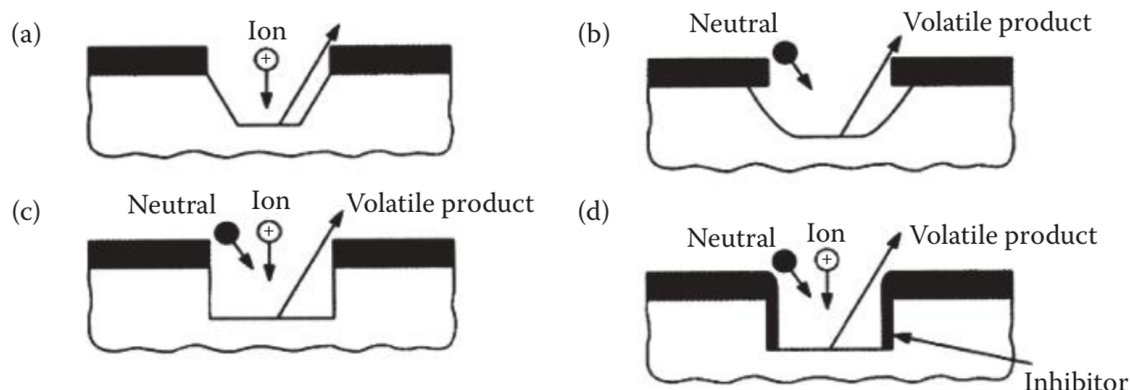 (a)
Ion
+
(b)
Neutral
Volatile product
(c)
Neutral
Ion
+
Volatile product
(d)
Neutral
Ion
+
Volatile product
Inhibitor